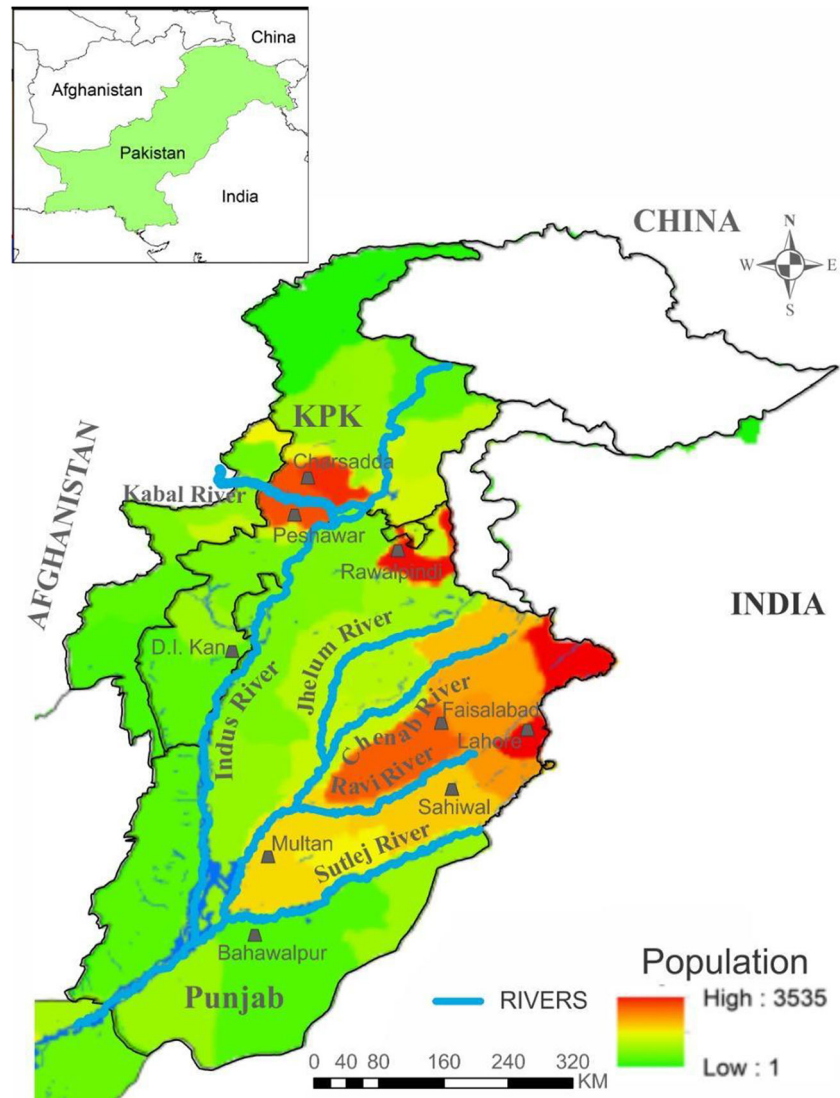 China
Afghanistan
Pakistan
India
CHINA
N
W E
S
KPK
Charsadda
AFGHANISTAN
Kabal River
Peshawar
Rawalpindi
INDIA
D.I. Kan
Jhelum River
Indus River
Chenab River
Faisalabad
Lahore
Ravi River
Sahiwal
Multan
Sutlej River
Bahawalpur
Punjab
RIVERS
Population
High : 3535
Low : 1
0 40 80 160 240 320
KM